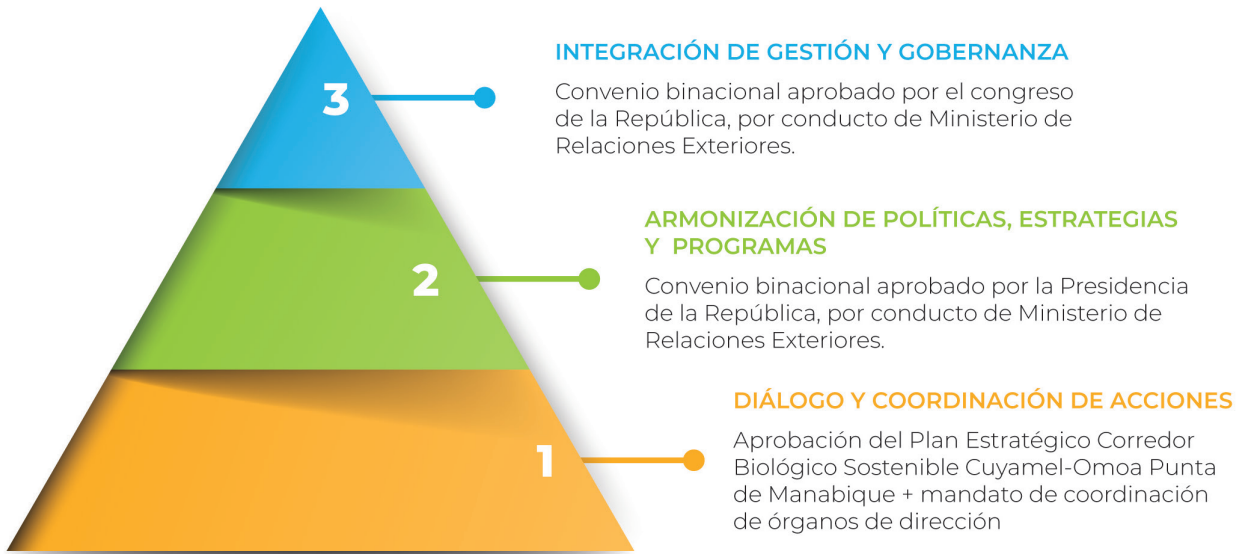 3
INTEGRACIÓN DE GESTIÓN Y GOBERNANZA
Convenio binacional aprobado por el congreso
de la República, por conducto de Ministerio de
Relaciones Exteriores.
2
ARMONIZACIÓN DE POLÍTICAS, ESTRATEGIAS
Y PROGRAMAS
Convenio binacional aprobado por la Presidencia
de la República, por conducto de Ministerio de
Relaciones Exteriores.
1
DIÁLOGO Y COORDINACIÓN DE ACCIONES
Aprobación del Plan Estratégico Corredor
Biológico Sostenible Cuyamel-Omoa Punta
de Manabique + mandato de coordinación
de órganos de dirección